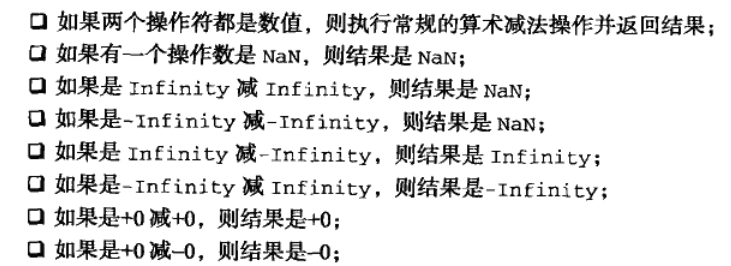 ❑ 如果两个操作符都是数值，则执行常规的算术减法操作并返回结果；
❑ 如果有一个操作数是 NaN，则结果是 NaN；
❑ 如果是 Infinity 减 Infinity，则结果是 NaN；
❑ 如果是-Infinity 减-Infinity，则结果是 NaN；
❑ 如果是 Infinity 减-Infinity，则结果是 Infinity；
❑ 如果是-Infinity 减 Infinity，则结果是-Infinity；
❑ 如果是+0 减+0，则结果是+0；
❑ 如果是+0 减-0，则结果是-0；